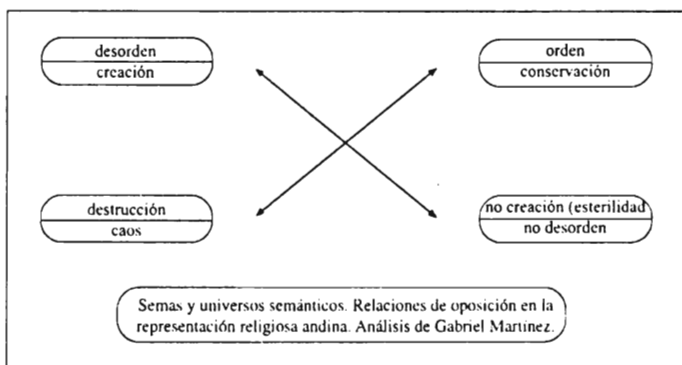 desorden
creación
orden
conservación
destrucción
caos
no creación (esterilidad
no desorden
Semas y universos semánticos. Relaciones de oposición en la
representación religiosa andina. Análisis de Gabriel Martínez.